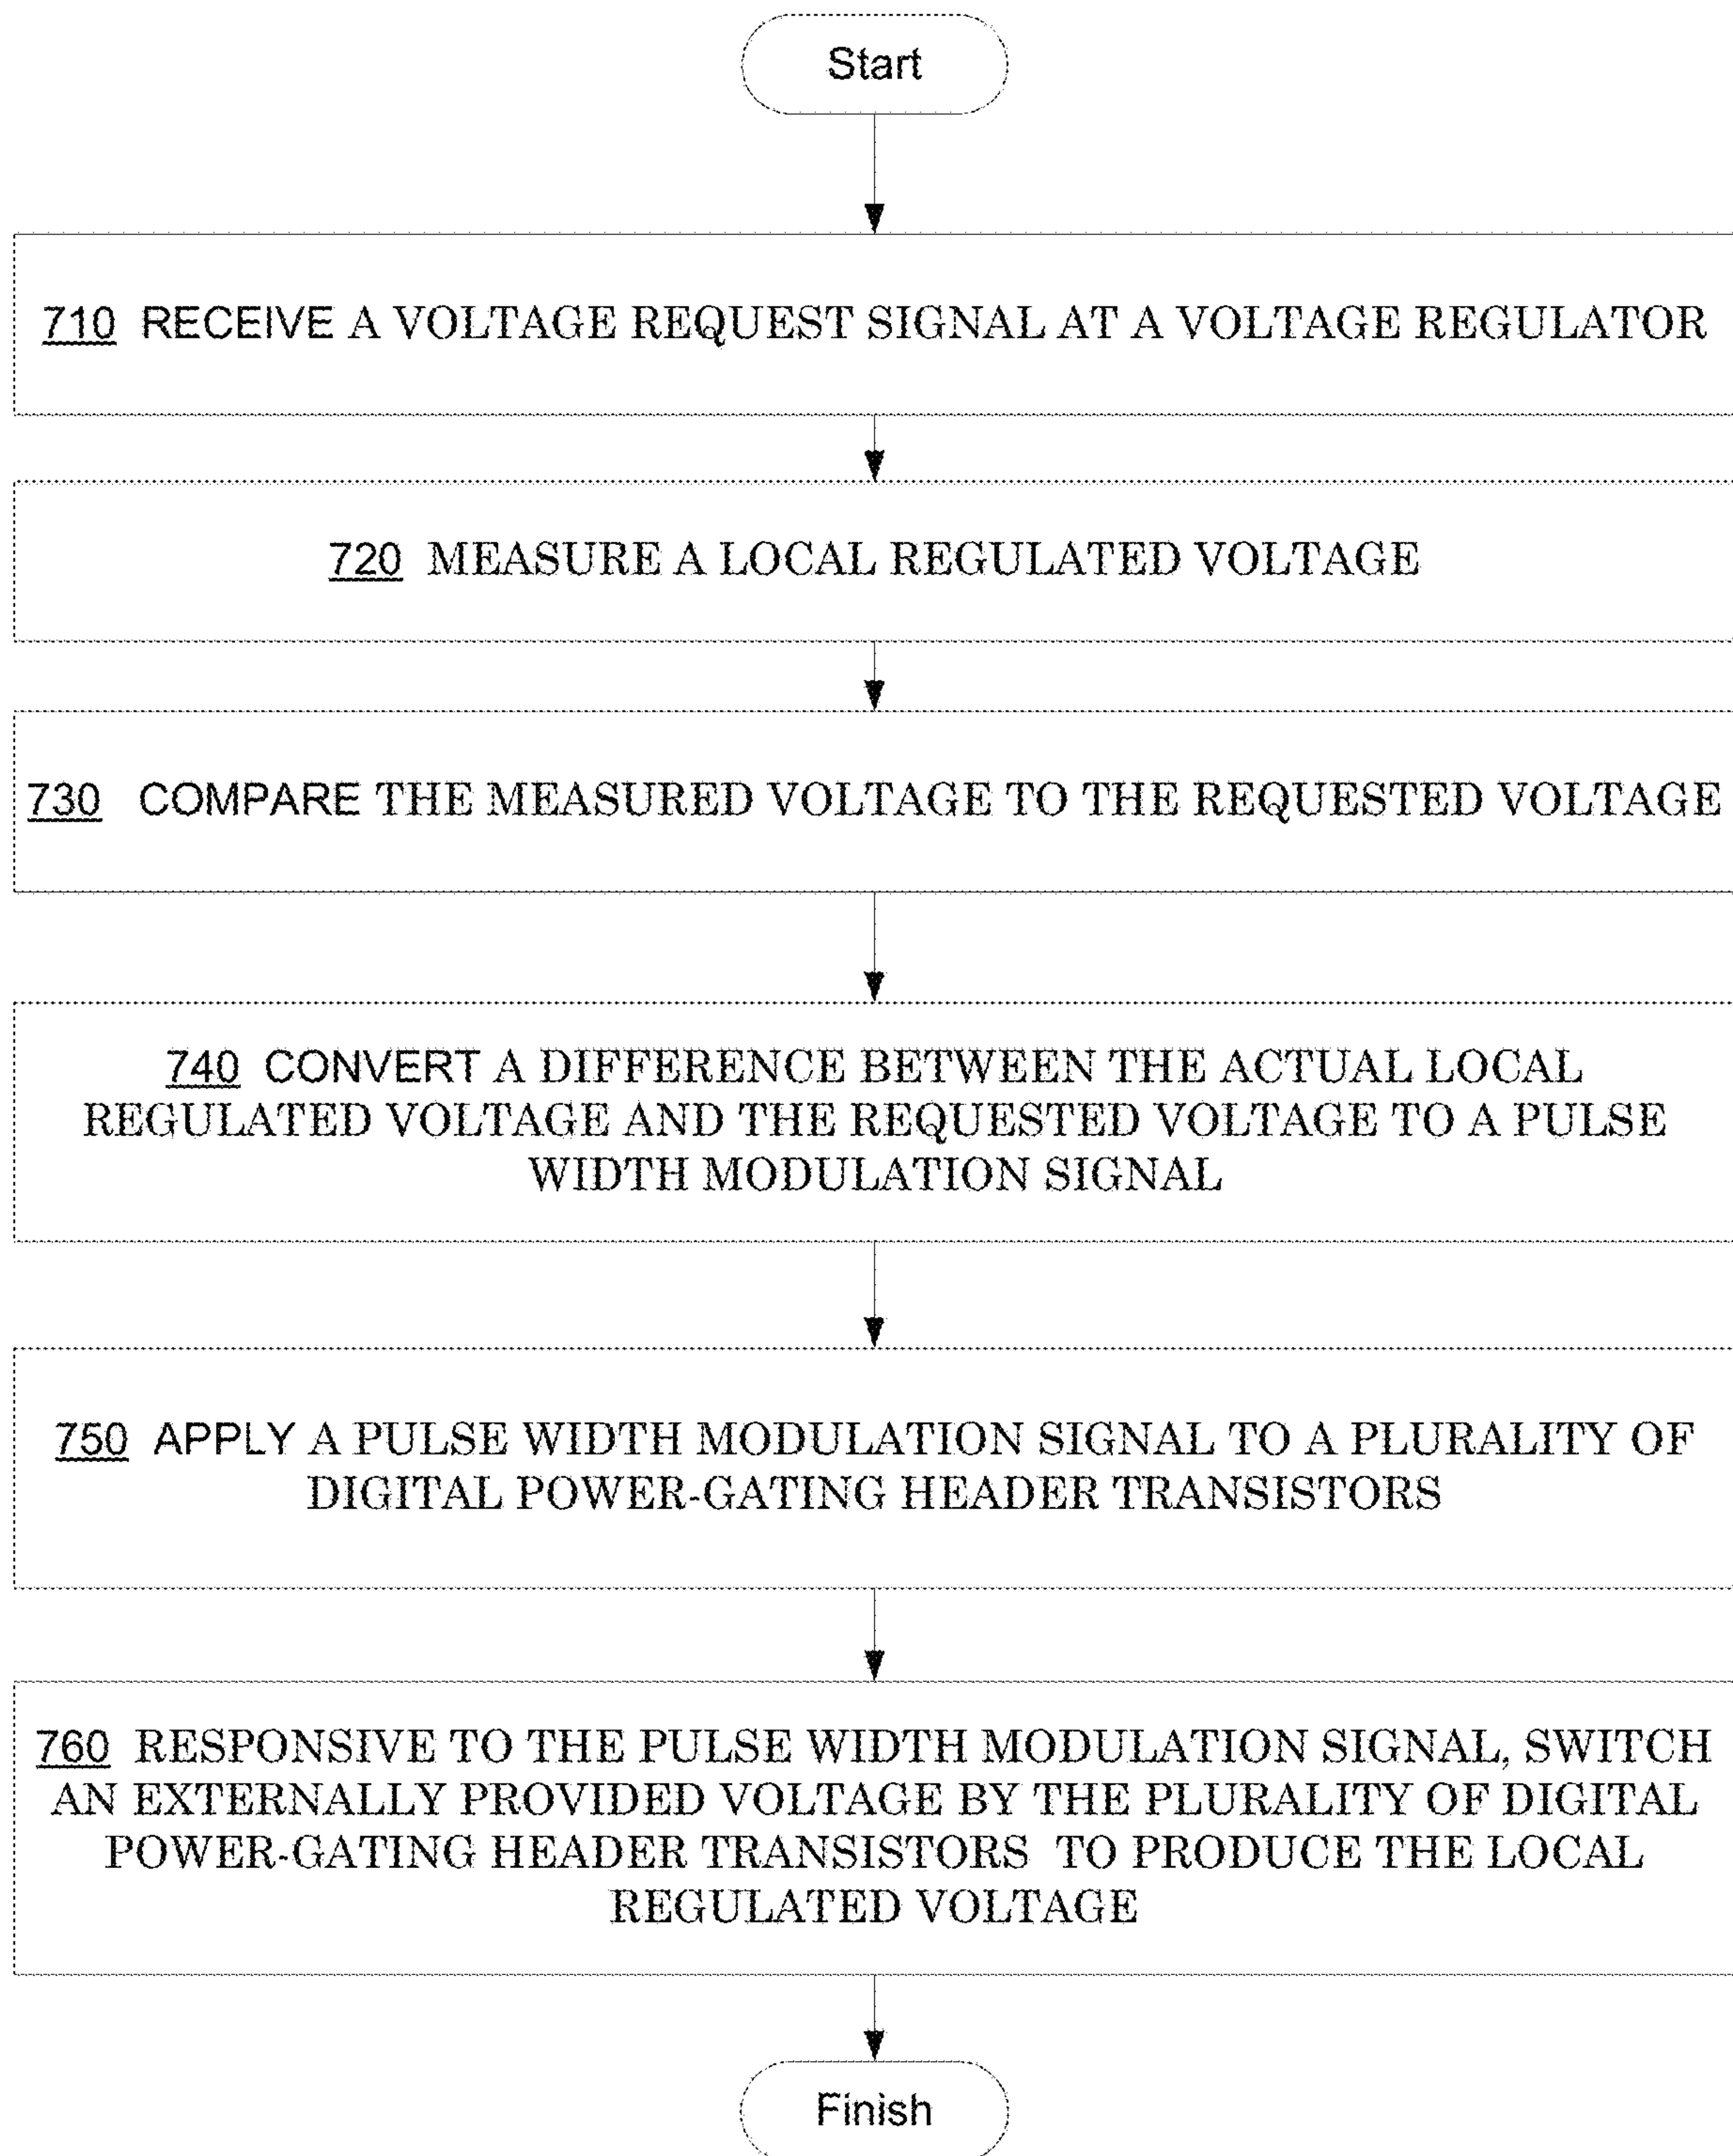 Start
710 RECEIVE A VOLTAGE REQUEST SIGNAL AT A VOLTAGE REGULATOR
720 MEASURE A LOCAL REGULATED VOLTAGE
730 COMPARE THE MEASURED VOLTAGE TO THE REQUESTED VOLTAGE
740 CONVERT A DIFFERENCE BETWEEN THE ACTUAL LOCAL
REGULATED VOLTAGE AND THE REQUESTED VOLTAGE TO A PULSE
WIDTH MODULATION SIGNAL
750 APPLY A PULSE WIDTH MODULATION SIGNAL TO A PLURALITY OF
DIGITAL POWER-GATING HEADER TRANSISTORS
760 RESPONSIVE TO THE PULSE WIDTH MODULATION SIGNAL, SWITCH
AN EXTERNALLY PROVIDED VOLTAGE BY THE PLURALITY OF DIGITAL
POWER-GATING HEADER TRANSISTORS TO PRODUCE THE LOCAL
REGULATED VOLTAGE
Finish